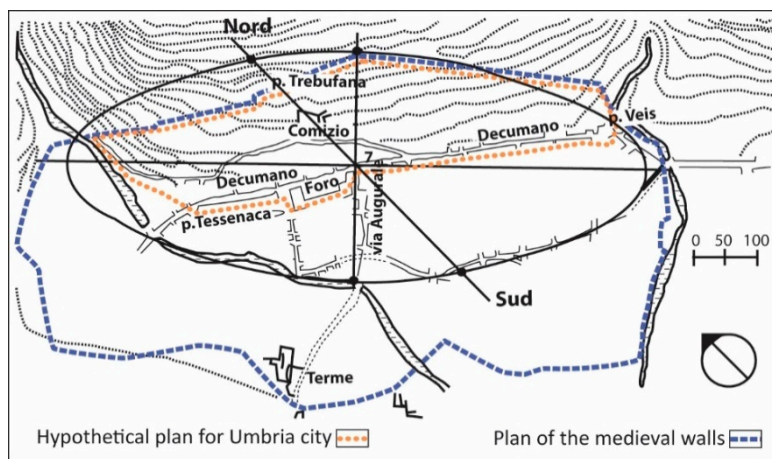 Nord
p. Trebufana
Comizio
p. Veis
Decumano
7
Decumano
Foro
p.Tessenaca
via Augurale
0 50 100
Sud
Terme
Hypothetical plan for Umbria city
Plan of the medieval walls